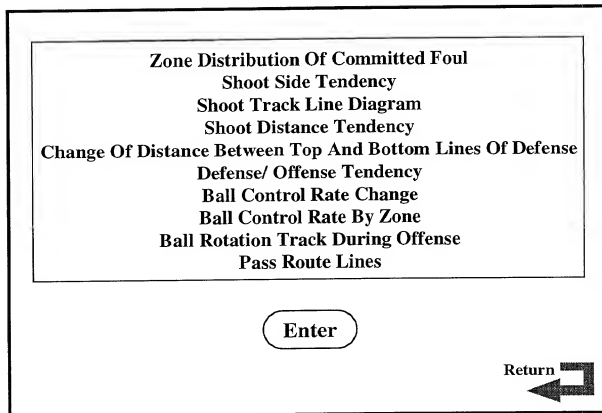 Zone Distribution Of Committed Foul
Shoot Side Tendency
Shoot Track Line Diagram
Shoot Distance Tendency
Change Of Distance Between Top And Bottom Lines Of Defense
Defense/ Offense Tendency
Ball Control Rate Change
Ball Control Rate By Zone
Ball Rotation Track During Offense
Pass Route Lines
Enter
Return